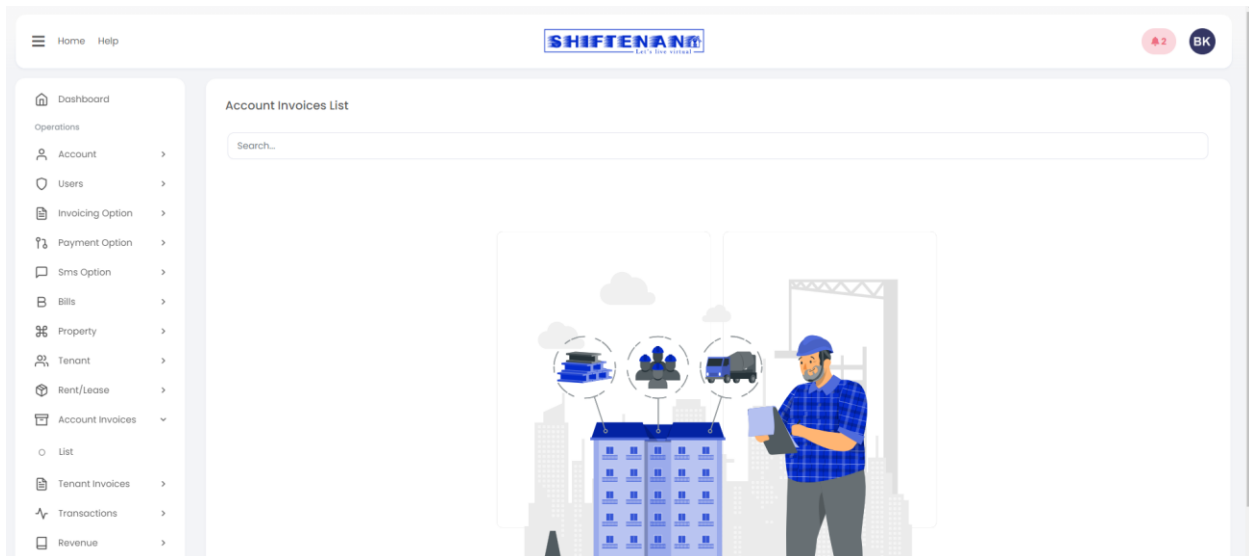 Home Help
SHIFTENANT
Let's live virtual
2
BK
Dashboard
Operations
Account
Users
Invoicing Option
Payment Option
Sms Option
Bills
Property
Tenant
Rent/Lease
Account Invoices
List
Tenant Invoices
Transactions
Revenue
Account Invoices List
Search...